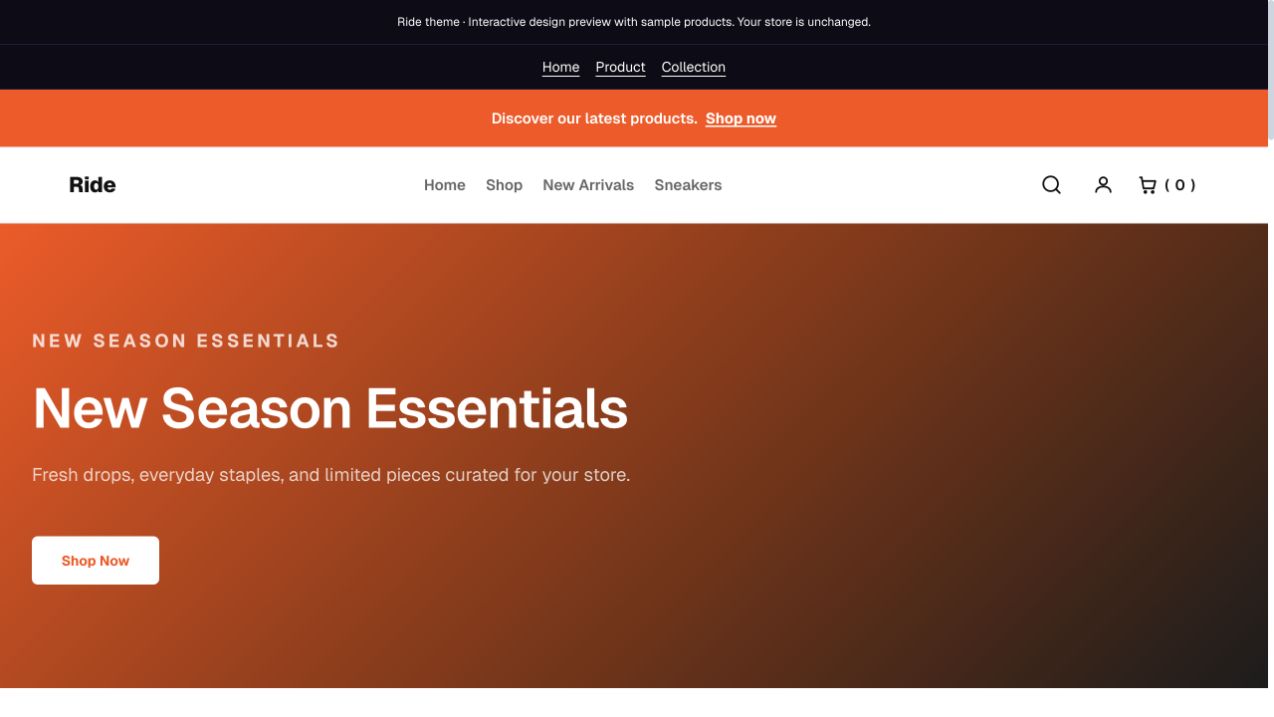 Ride theme · Interactive design preview with sample products. Your store is unchanged.
Home Product Collection
Discover our latest products. Shop now
Ride Home Shop New Arrivals Sneakers ( 0 )
NEW SEASON ESSENTIALS
New Season Essentials
Fresh drops, everyday staples, and limited pieces curated for your store.
Shop Now